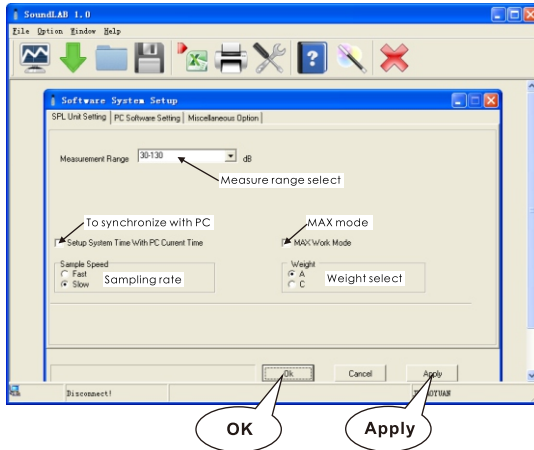 SoundLAB 1.0
File Option Window Help
Software System Setup
SPL Unit Setting PC Software Setting Miscellaneous Option
Measurement Range 30-130 dB
Measure range select
To synchronize with PC MAX mode
Setup System Time With PC Current Time MAX Work Mode
Sample Speed Weight
Fast A
Slow Sampling rate C Weight select
Ok Cancel Apply
Disconnect!
OK Apply